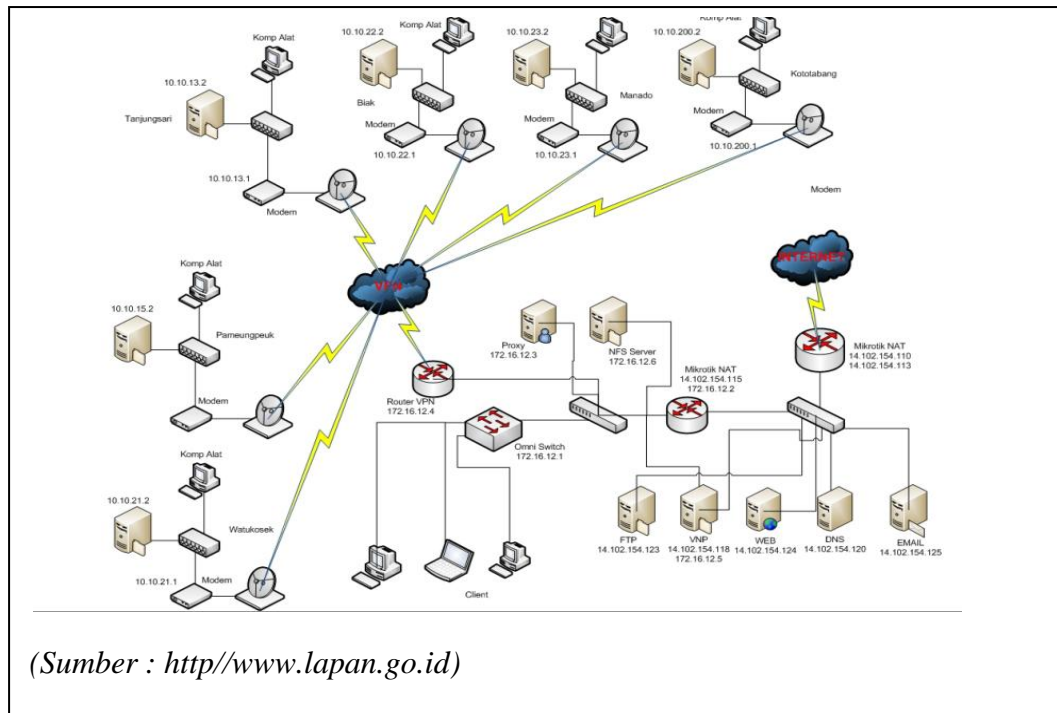 Komp Alat
10.10.13.2
Tanjungsari
10.10.13.1
Modem
Komp Alat
10.10.22.2
Biak
Modem
10.10.22.1
Komp Alat
10.10.23.2
Manado
Modem
10.10.23.1
Komp Alat
10.10.200.2
Kototabang
Modem
10.10.200.1
Modem
VPN
INTERNET
Komp Alat
10.10.15.2
Pameungpeuk
Modem
Komp Alat
10.10.21.2
Watukosek
10.10.21.1
Modem
Proxy
172.16.12.3
NFS Server
172.16.12.6
Router VPN
172.16.12.4
Omni Switch
172.16.12.1
Mikrotik NAT
14.102.154.115
172.16.12.2
Mikrotik NAT
14.102.154.110
14.102.154.113
Client
FTP
14.102.154.123
VNP
14.102.154.118
172.16.12.5
WEB
14.102.154.124
DNS
14.102.154.120
EMAIL
14.102.154.125
(Sumber : http//www.lapan.go.id)